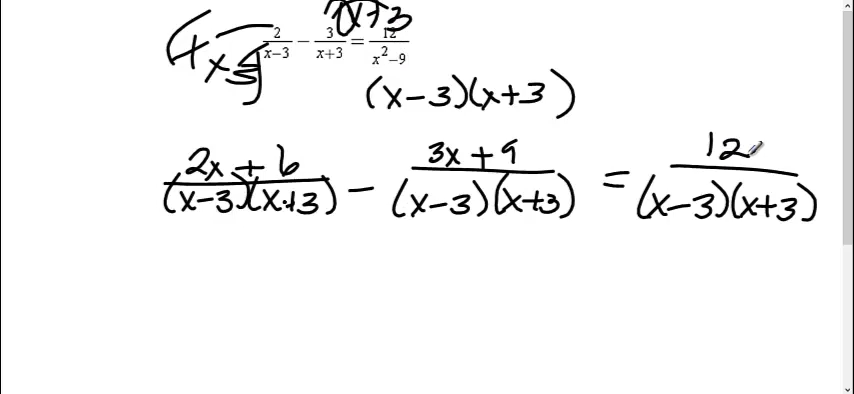 2/(x–3) – 3/(x+3) = 12/(x²–9)
x+3
(x–3)(x+3)
(2x + 6)/((x–3)(x+3)) – (3x + 9)/((x–3)(x+3)) = 12/((x–3)(x+3))